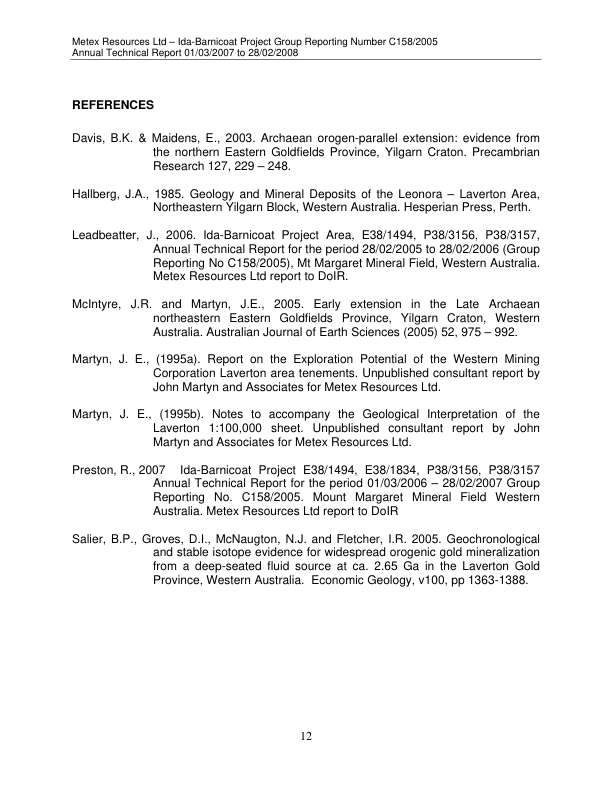 Metex Resources Ltd – Ida-Barnicoat Project Group Reporting Number C158/2005
Annual Technical Report 01/03/2007 to 28/02/2008
REFERENCES
Davis, B.K. & Maidens, E., 2003. Archaean orogen-parallel extension: evidence from
the northern Eastern Goldfields Province, Yilgarn Craton. Precambrian
Research 127, 229 – 248.
Hallberg, J.A., 1985. Geology and Mineral Deposits of the Leonora – Laverton Area,
Northeastern Yilgarn Block, Western Australia. Hesperian Press, Perth.
Leadbeatter, J., 2006. Ida-Barnicoat Project Area, E38/1494, P38/3156, P38/3157,
Annual Technical Report for the period 28/02/2005 to 28/02/2006 (Group
Reporting No C158/2005), Mt Margaret Mineral Field, Western Australia.
Metex Resources Ltd report to DoIR.
McIntyre, J.R. and Martyn, J.E., 2005. Early extension in the Late Archaean
northeastern Eastern Goldfields Province, Yilgarn Craton, Western
Australia. Australian Journal of Earth Sciences (2005) 52, 975 – 992.
Martyn, J. E., (1995a). Report on the Exploration Potential of the Western Mining
Corporation Laverton area tenements. Unpublished consultant report by
John Martyn and Associates for Metex Resources Ltd.
Martyn, J. E., (1995b). Notes to accompany the Geological Interpretation of the
Laverton 1:100,000 sheet. Unpublished consultant report by John
Martyn and Associates for Metex Resources Ltd.
Preston, R., 2007 Ida-Barnicoat Project E38/1494, E38/1834, P38/3156, P38/3157
Annual Technical Report for the period 01/03/2006 – 28/02/2007 Group
Reporting No. C158/2005. Mount Margaret Mineral Field Western
Australia. Metex Resources Ltd report to DoIR
Salier, B.P., Groves, D.I., McNaugton, N.J. and Fletcher, I.R. 2005. Geochronological
and stable isotope evidence for widespread orogenic gold mineralization
from a deep-seated fluid source at ca. 2.65 Ga in the Laverton Gold
Province, Western Australia. Economic Geology, v100, pp 1363-1388.
12